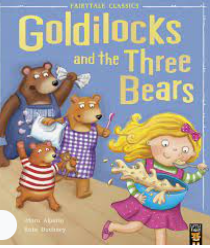 FAIRYTALE CLASSICS
Goldilocks
and the Three
Bears